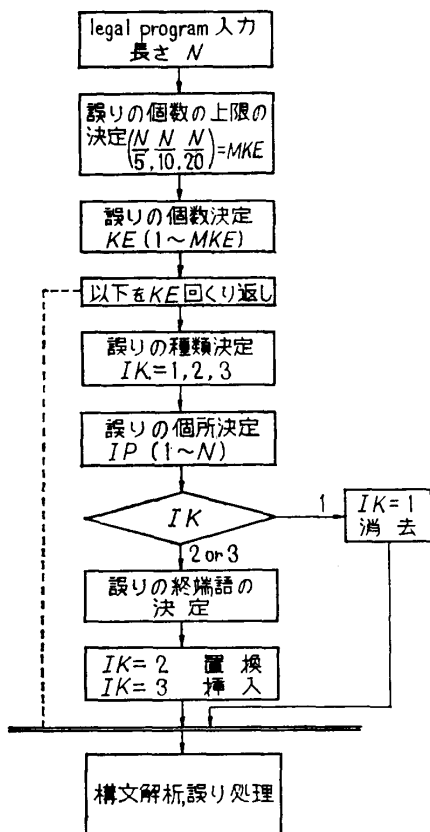 legal program 入力
長さ N
誤りの個数の上限の
決定(N/5, N/10, N/20)=MKE
誤りの個数決定
KE (1～MKE)
以下をKE回くり返し
誤りの種類決定
IK=1,2,3
誤りの個所決定
IP (1～N)
IK
1
IK=1
消去
2 or 3
誤りの終端語の
決定
IK=2 置換
IK=3 挿入
構文解析,誤り処理